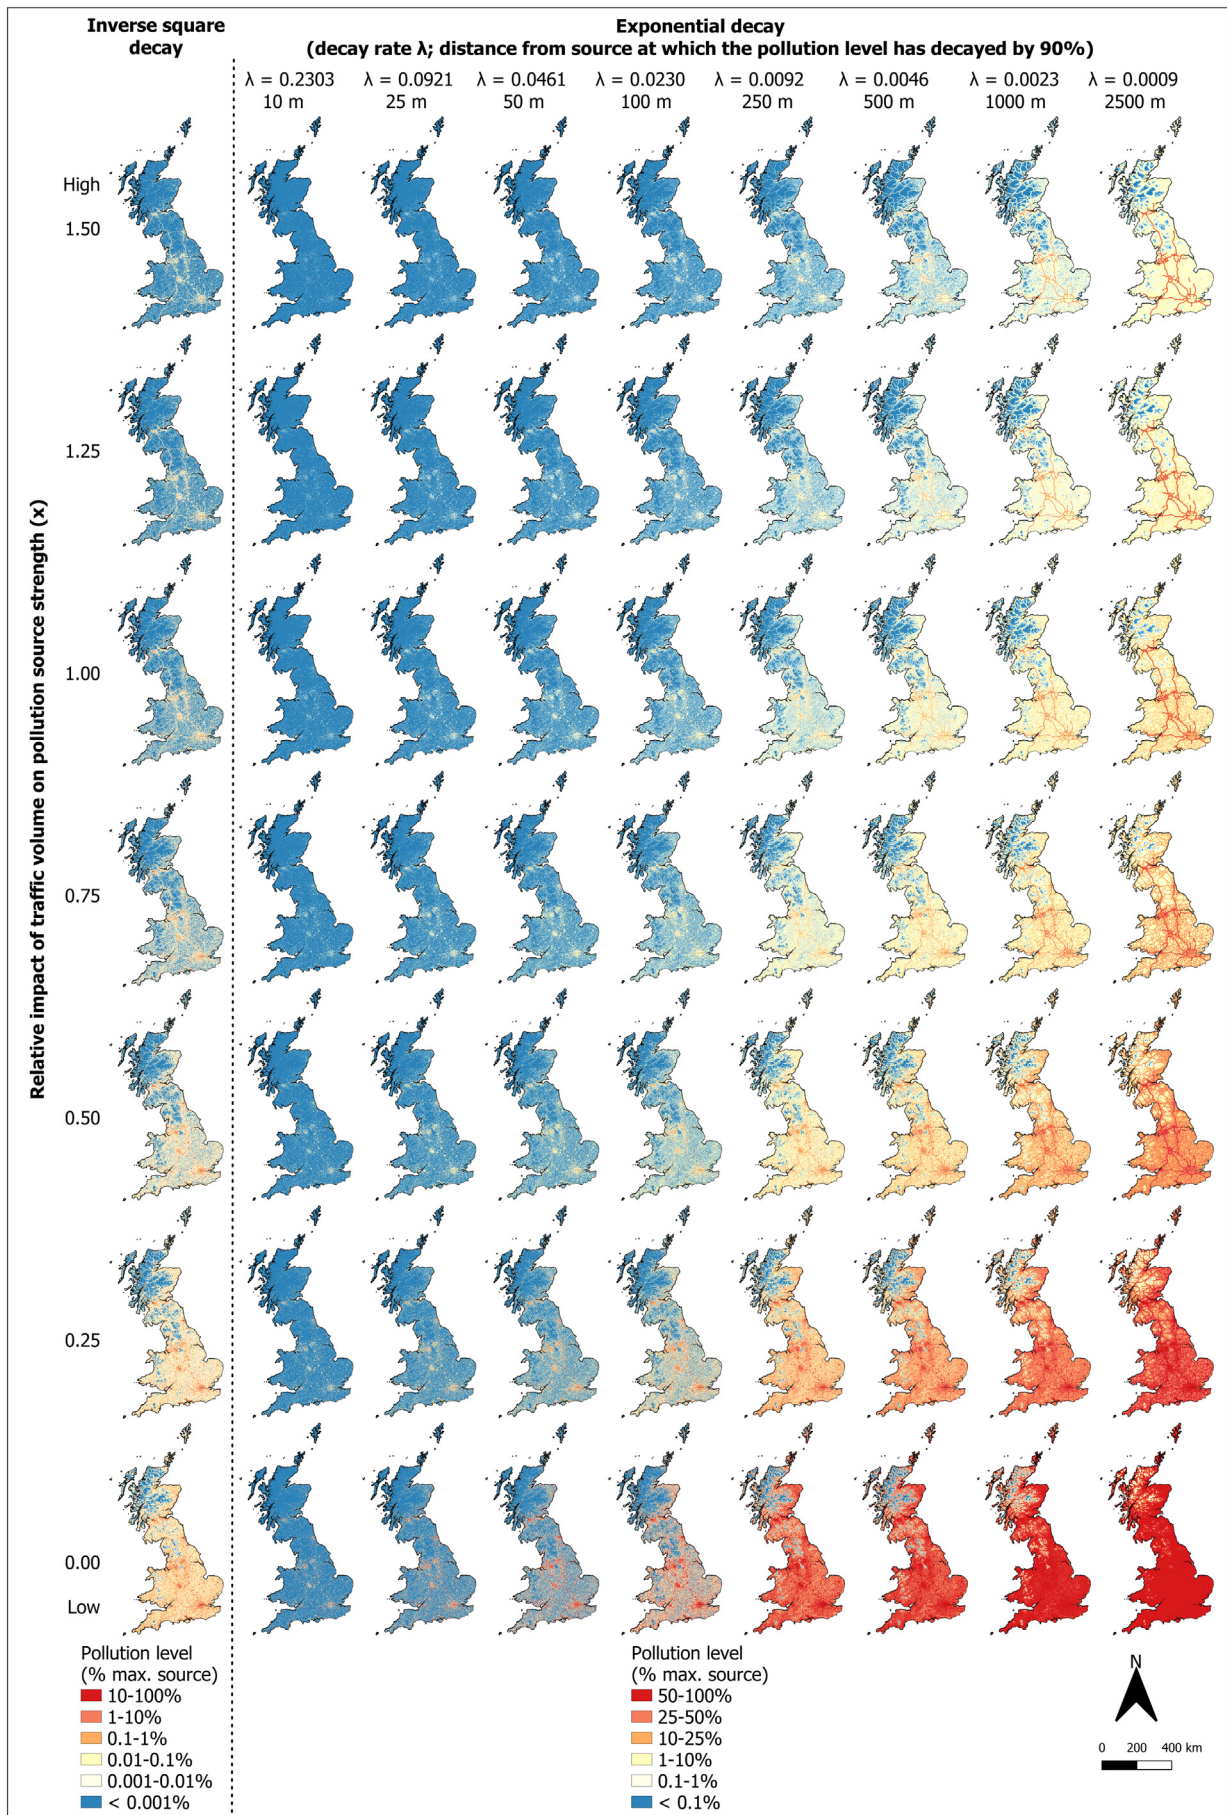 Inverse square
decay
Exponential decay
(decay rate λ; distance from source at which the pollution level has decayed by 90%)
λ = 0.2303
10 m
λ = 0.0921
25 m
λ = 0.0461
50 m
λ = 0.0230
100 m
λ = 0.0092
250 m
λ = 0.0046
500 m
λ = 0.0023
1000 m
λ = 0.0009
2500 m
Relative impact of traffic volume on pollution source strength (x)
High
1.50
1.25
1.00
0.75
0.50
0.25
0.00
Low
Pollution level
(% max. source)
10-100%
1-10%
0.1-1%
0.01-0.1%
0.001-0.01%
< 0.001%
Pollution level
(% max. source)
50-100%
25-50%
10-25%
1-10%
0.1-1%
< 0.1%
N
0 200 400 km